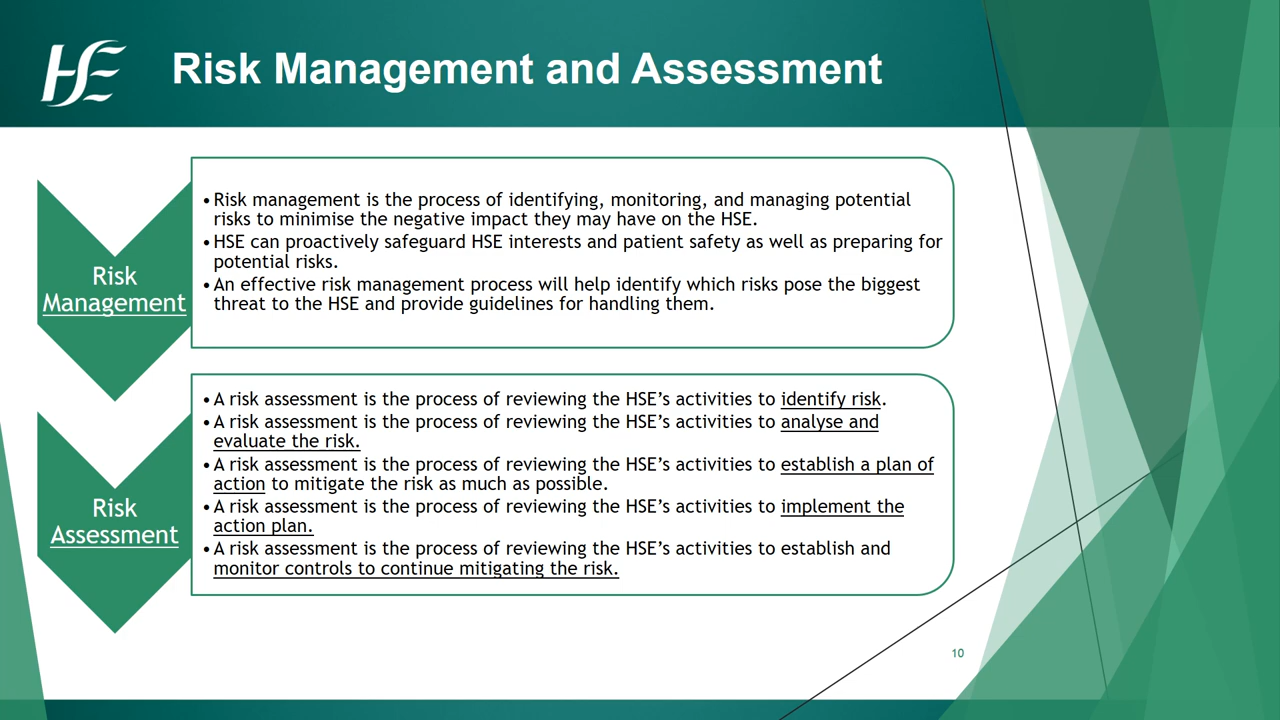 HSE
Risk Management and Assessment
Risk
Management
•Risk management is the process of identifying, monitoring, and managing potential
risks to minimise the negative impact they may have on the HSE.
•HSE can proactively safeguard HSE interests and patient safety as well as preparing for
potential risks.
•An effective risk management process will help identify which risks pose the biggest
threat to the HSE and provide guidelines for handling them.
Risk
Assessment
•A risk assessment is the process of reviewing the HSE’s activities to identify risk.
•A risk assessment is the process of reviewing the HSE’s activities to analyse and
evaluate the risk.
•A risk assessment is the process of reviewing the HSE’s activities to establish a plan of
action to mitigate the risk as much as possible.
•A risk assessment is the process of reviewing the HSE’s activities to implement the
action plan.
•A risk assessment is the process of reviewing the HSE’s activities to establish and
monitor controls to continue mitigating the risk.
10